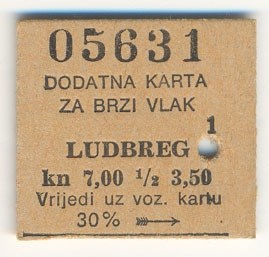 05631
DODATNA KARTA
ZA BRZI VLAK
1
LUDBREG
kn 7,00 ½ 3,50
Vrijedi uz voz. kartu
30% ➳